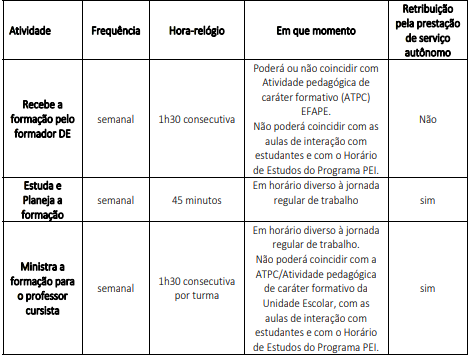 Atividade
Frequência
Hora-relógio
Em que momento
Retribuição
pela prestação
de serviço
autônomo
Recebe a
formação pelo
formador DE
semanal
1h30 consecutiva
Poderá ou não coincidir com
Atividade pedagógica de
caráter formativo (ATPC)
EFAPE.
Não poderá coincidir com as
aulas de interação com
estudantes e com o Horário
de Estudos do Programa PEI.
Não
Estuda e
Planeja a
formação
semanal
45 minutos
Em horário diverso à jornada
regular de trabalho
sim
Ministra a
formação para
o professor
cursista
semanal
1h30 consecutiva
por turma
Em horário diverso à jornada
regular de trabalho.
Não poderá coincidir com a
ATPC/Atividade pedagógica
de caráter formativo da
Unidade Escolar, com as
aulas de interação com
estudantes e com o Horário
de Estudos do Programa PEI.
sim